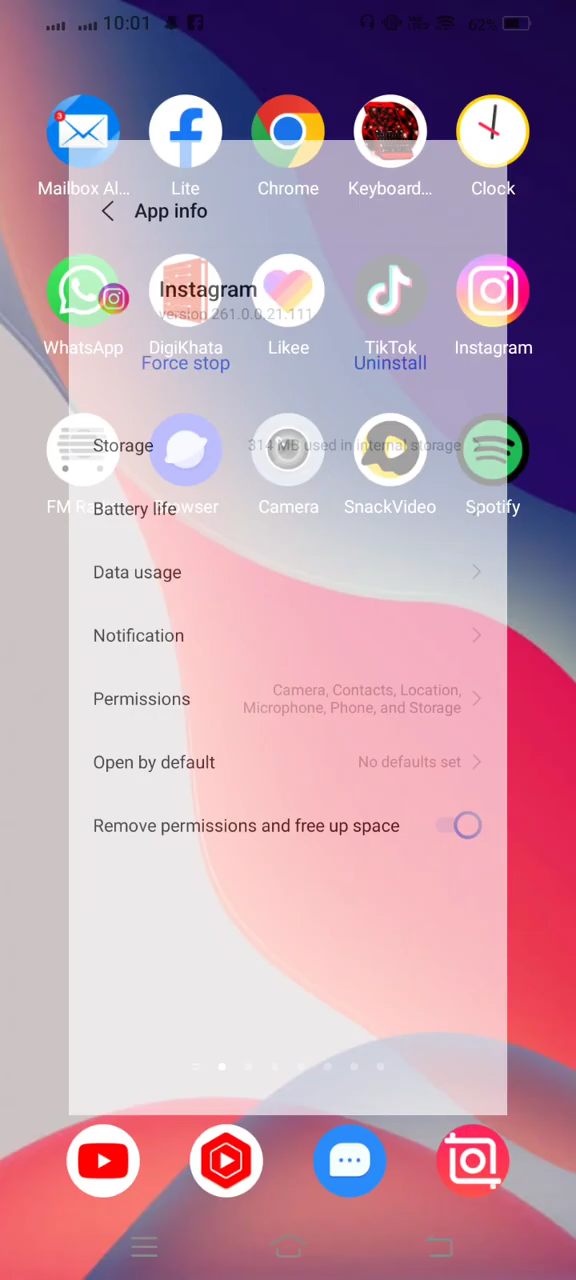 10:01
62%
Mailbox Al... Lite Chrome Keyboard... Clock
App info
Instagram
version 261.0.0.21.111
WhatsApp DigiKhata Likee TikTok Instagram
Force stop Uninstall
Storage 314 MB used in internal storage
FM Browser Camera SnackVideo Spotify
Battery life
Data usage
Notification
Permissions Camera, Contacts, Location,
Microphone, Phone, and Storage
Open by default No defaults set
Remove permissions and free up space